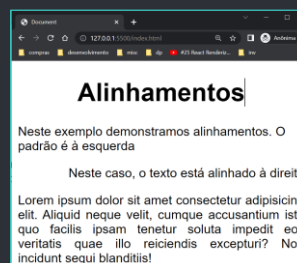 Document
127.0.0.1:5500/index.html
Anônima
compras desenvolvimento misc dp #25 React Renderiz... inv
Alinhamentos
Neste exemplo demonstramos alinhamentos. O
padrão é à esquerda
Neste caso, o texto está alinhado à direit
Lorem ipsum dolor sit amet consectetur adipisicin
elit. Aliquid neque velit, cumque accusantium ist
quo facilis ipsam tenetur soluta impedit eo
veritatis quae illo reiciendis excepturi? No
incidunt sequi blanditiis!